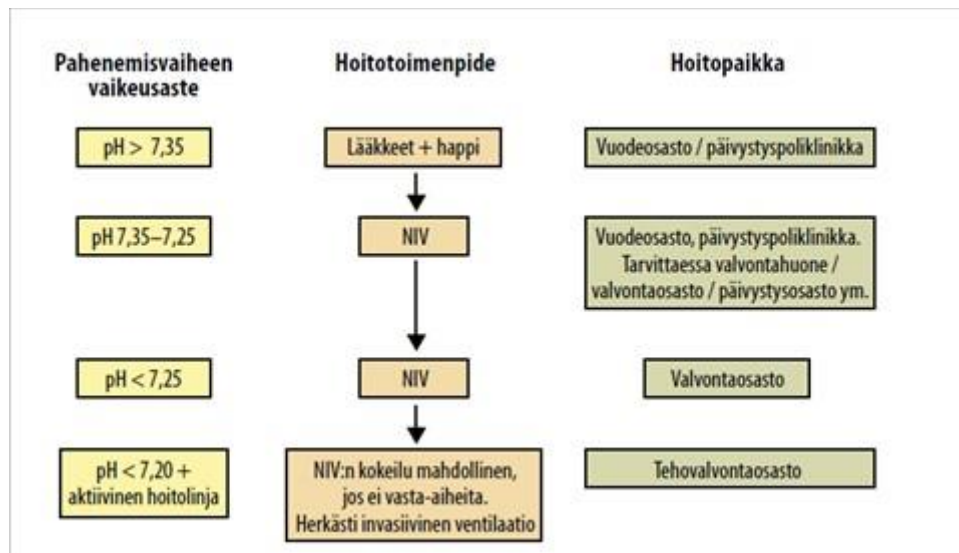 Pahenemisvaiheen
vaikeusaste
Hoitotoimenpide
Hoitopaikka
pH > 7,35
Lääkkeet + happi
Vuodeosasto / päivystyspoliklinikka
pH 7,35–7,25
NIV
Vuodeosasto, päivystyspoliklinikka.
Tarvittaessa valvontahuone /
valvontaosasto / päivystysosasto ym.
pH < 7,25
NIV
Valvontaosasto
pH < 7,20 +
aktiivinen hoitolinja
NIV:n kokeilu mahdollinen,
jos ei vasta-aiheita.
Herkästi invasiivinen ventilaatio
Tehovalvontaosasto